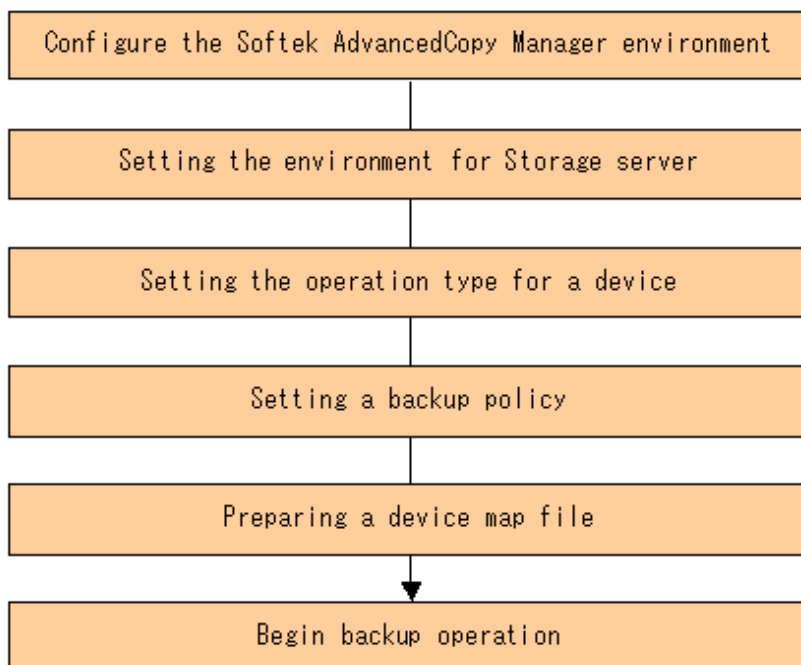 Configure the Softek AdvancedCopy Manager environment
Setting the environment for Storage server
Setting the operation type for a device
Setting a backup policy
Preparing a device map file
Begin backup operation